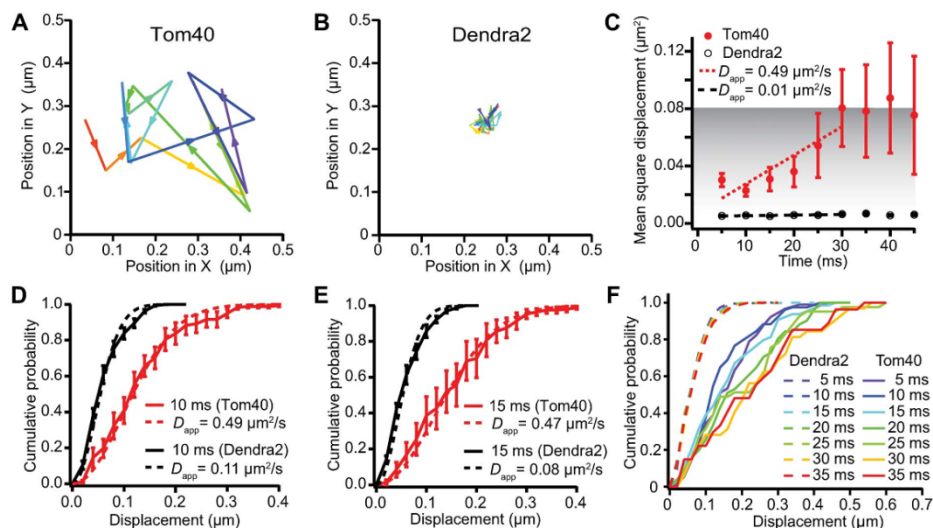 A
Tom40
Position in Y (μm)
0.5
0.4
0.3
0.2
0.1
0
0
0.1
0.2
0.3
0.4
0.5
Position in X (μm)
B
Dendra2
Position in Y (μm)
0.5
0.4
0.3
0.2
0.1
0
0
0.1
0.2
0.3
0.4
0.5
Position in X (μm)
C
Mean square displacement (μm²)
Tom40
Dendra2
D_app = 0.49 μm²/s
D_app = 0.01 μm²/s
0.12
0.08
0.04
0.00
0
10
20
30
40
Time (ms)
D
Cumulative probability
1.0
0.8
0.6
0.4
0.2
0.0
10 ms (Tom40)
D_app = 0.49 μm²/s
10 ms (Dendra2)
D_app = 0.11 μm²/s
0.0
0.1
0.2
0.3
0.4
Displacement (μm)
E
Cumulative probability
1.0
0.8
0.6
0.4
0.2
0.0
15 ms (Tom40)
D_app = 0.47 μm²/s
15 ms (Dendra2)
D_app = 0.08 μm²/s
0.0
0.1
0.2
0.3
0.4
Displacement (μm)
F
Cumulative probability
1.0
0.8
0.6
0.4
0.2
0.0
Dendra2 Tom40
5 ms 5 ms
10 ms 10 ms
15 ms 15 ms
20 ms 20 ms
25 ms 25 ms
30 ms 30 ms
35 ms 35 ms
0
0.1
0.2
0.3
0.4
0.5
0.6
0.7
Displacement (μm)